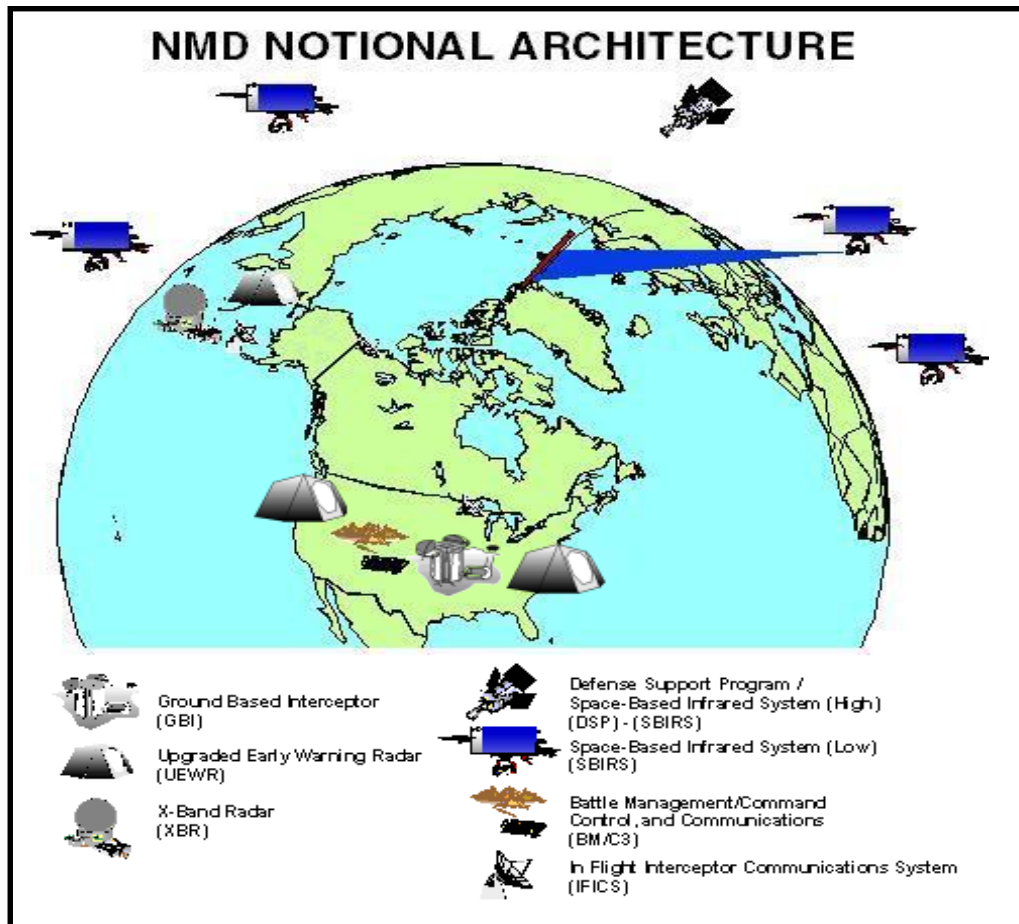 NMD NOTIONAL ARCHITECTURE
Ground Based Interceptor
(GBI)
Upgraded Early Warning Radar
(UEWR)
X-Band Radar
(XBR)
Defense Support Program /
Space-Based Infrared System (High)
(DSP) - (SBIRS)
Space-Based Infrared System (Low)
(SBIRS)
Battle Management/Command
Control, and Communications
(BM/C3)
In Flight Interceptor Communications System
(IFICS)